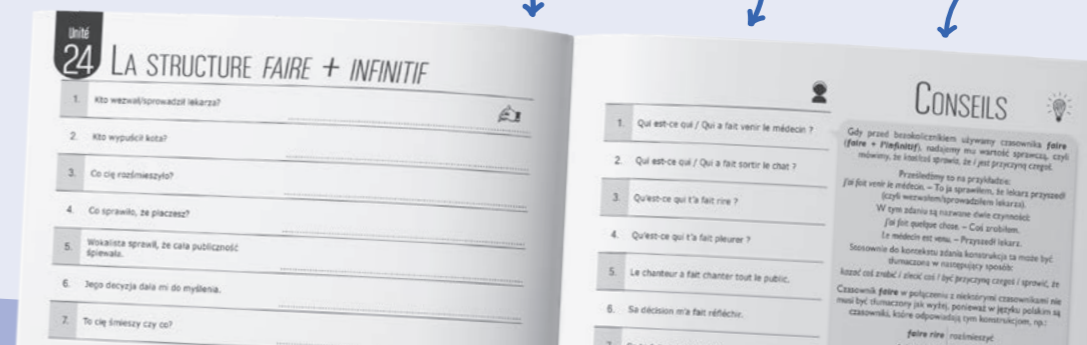 Unité
24 LA STRUCTURE FAIRE + INFINITIF
1. Kto wezwał/sprowadził lekarza?
2. Kto wypuścił kota?
3. Co cię rozśmieszyło?
4. Co sprawiło, że płaczesz?
5. Wokalista sprawił, że cała publiczność
śpiewała.
6. Jego decyzja dała mi do myślenia.
7. To cię śmieszy czy co?
1. Qui est-ce qui / Qui a fait venir le médecin ?
2. Qui est-ce qui / Qui a fait sortir le chat ?
3. Qu'est-ce qui t'a fait rire ?
4. Qu'est-ce qui t'a fait pleurer ?
5. Le chanteur a fait chanter tout le public.
6. Sa décision m'a fait réfléchir.
CONSEILS
Gdy przed bezokolicznikiem używamy czasownika faire
(faire + l'infinitif), nadajemy mu wartość sprawczą, czyli
mówimy, że ktoś/coś sprawia, że i jest przyczyną czegoś.
Prześledźmy to na przykładzie:
J'ai fait venir le médecin. – To ja sprawiłem, że lekarz przyszedł
(czyli wezwałem/sprowadziłem lekarza).
W tym zdaniu są nazwane dwie czynności:
J'ai fait quelque chose. – Coś zrobiłem.
Le médecin est venu. – Przyszedł lekarz.
Stosownie do kontekstu zdania konstrukcja ta może być
tłumaczona w następujący sposób:
kazać coś zrobić / zlecić coś / być przyczyną czegoś / sprawić, że
Czasownik faire w połączeniu z niektórymi czasownikami nie
musi być tłumaczony jak wyżej, ponieważ w języku polskim są
czasowniki, które odpowiadają tym konstrukcjom, np.:
faire rire rozśmieszyć